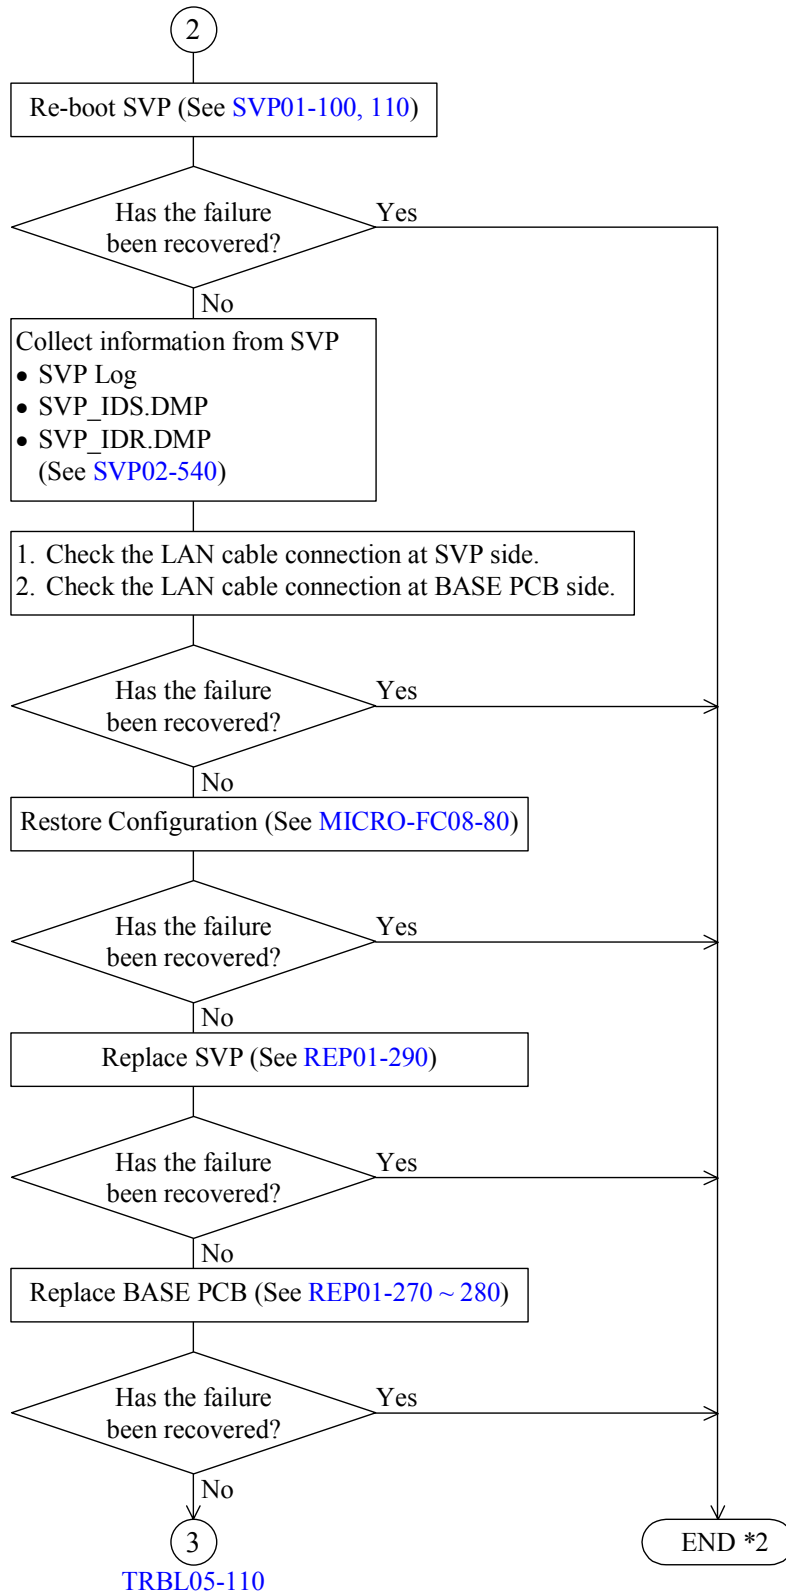 2
Re-boot SVP (See SVP01-100, 110)
Has the failure
been recovered?
Yes
No
Collect information from SVP
• SVP Log
• SVP_IDS.DMP
• SVP_IDR.DMP
(See SVP02-540)
1. Check the LAN cable connection at SVP side.
2. Check the LAN cable connection at BASE PCB side.
Has the failure
been recovered?
Yes
No
Restore Configuration (See MICRO-FC08-80)
Has the failure
been recovered?
Yes
No
Replace SVP (See REP01-290)
Has the failure
been recovered?
Yes
No
Replace BASE PCB (See REP01-270 ~ 280)
Has the failure
been recovered?
Yes
No
3
END *2
TRBL05-110